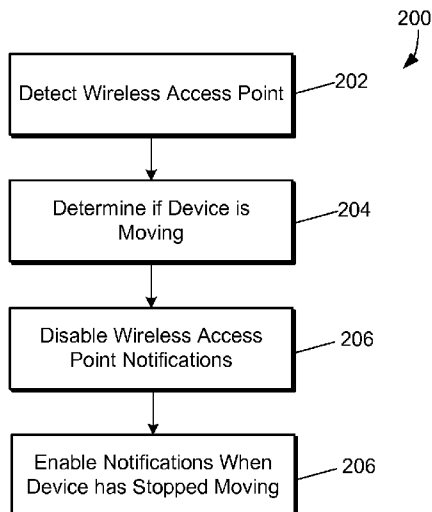 200
Detect Wireless Access Point
202
Determine if Device is
Moving
204
Disable Wireless Access
Point Notifications
206
Enable Notifications When
Device has Stopped Moving
206